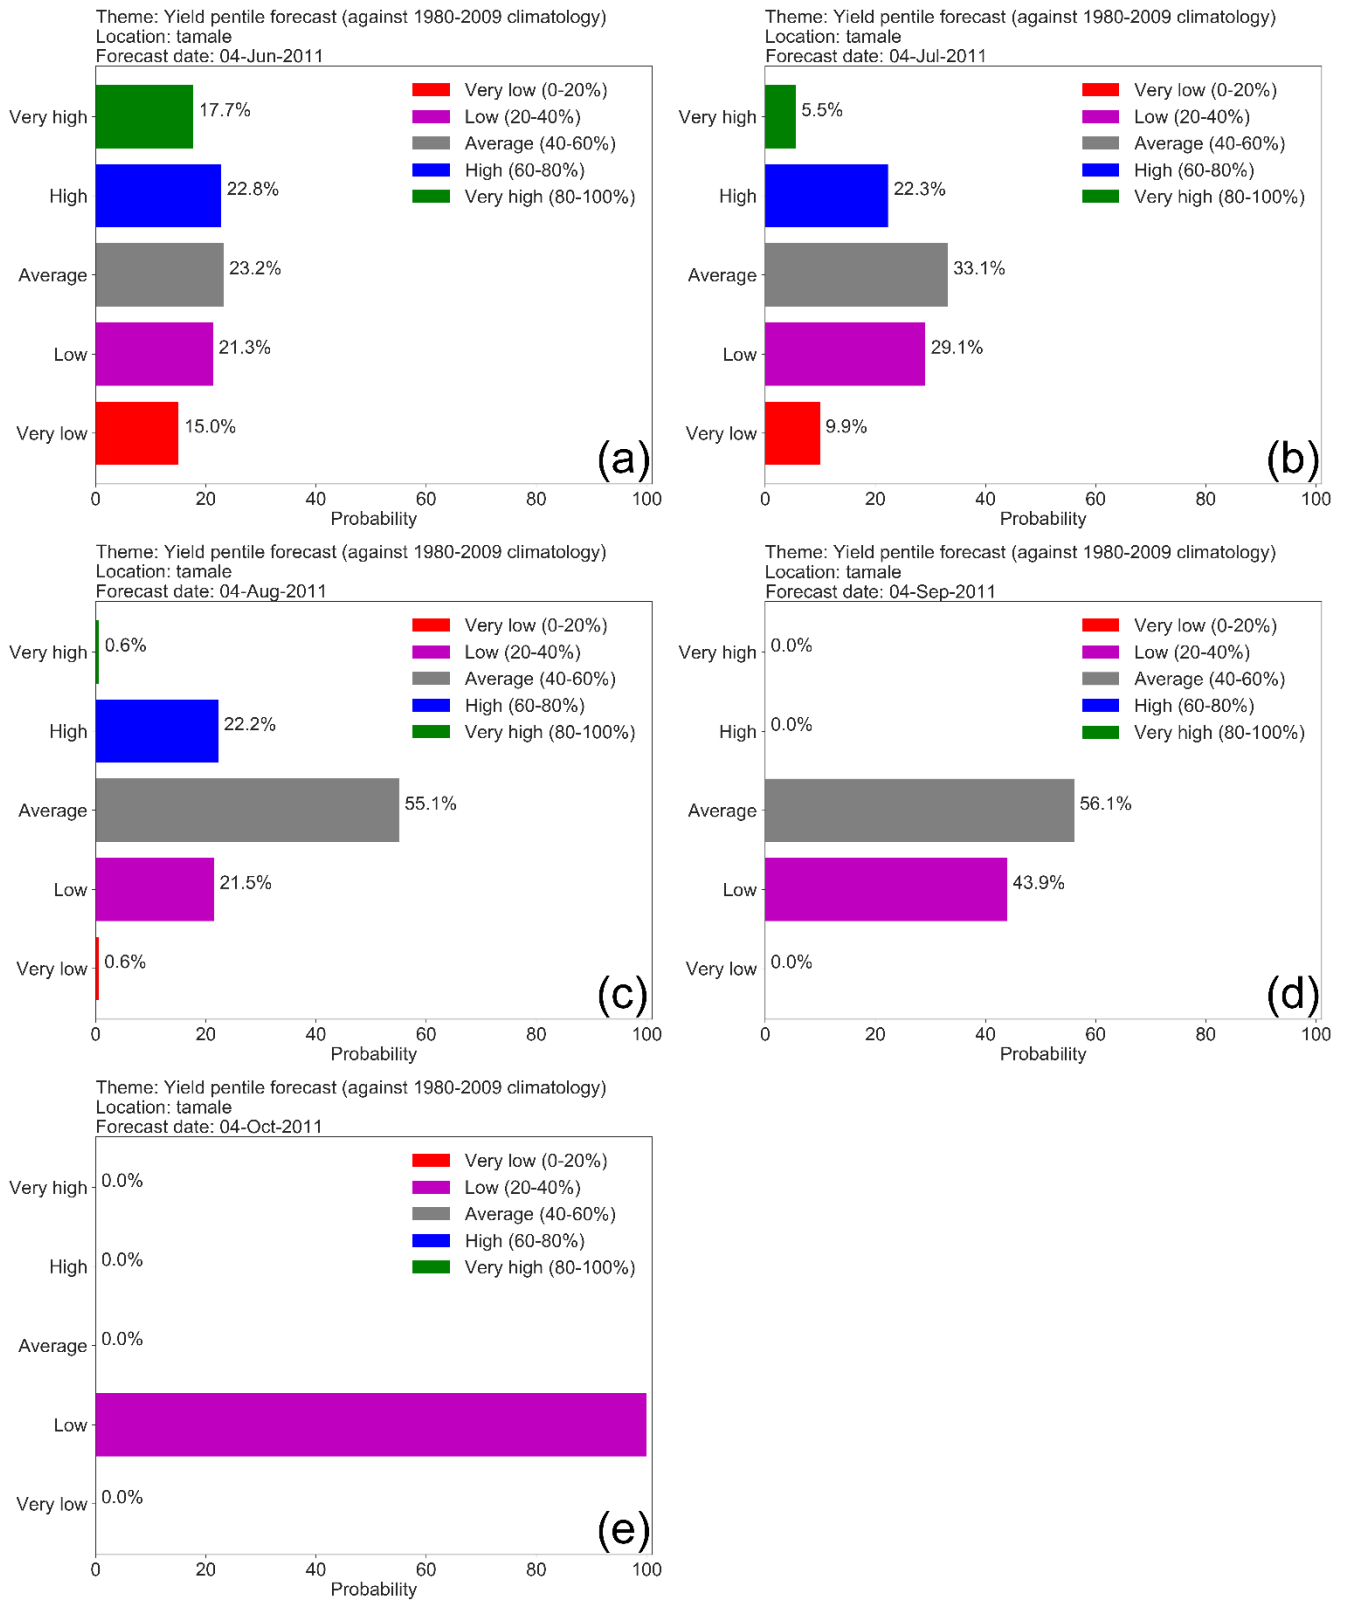 Theme: Yield pentile forecast (against 1980-2009 climatology)
Location: tamale
Forecast date: 04-Jun-2011
Very low (0-20%)
Low (20-40%)
Average (40-60%)
High (60-80%)
Very high (80-100%)
Very high
17.7%
High
22.8%
Average
23.2%
Low
21.3%
Very low
15.0%
(a)
0 20 40 60 80 100
Probability
Theme: Yield pentile forecast (against 1980-2009 climatology)
Location: tamale
Forecast date: 04-Jul-2011
Very low (0-20%)
Low (20-40%)
Average (40-60%)
High (60-80%)
Very high (80-100%)
Very high
5.5%
High
22.3%
Average
33.1%
Low
29.1%
Very low
9.9%
(b)
0 20 40 60 80 100
Probability
Theme: Yield pentile forecast (against 1980-2009 climatology)
Location: tamale
Forecast date: 04-Aug-2011
Very low (0-20%)
Low (20-40%)
Average (40-60%)
High (60-80%)
Very high (80-100%)
Very high
0.6%
High
22.2%
Average
55.1%
Low
21.5%
Very low
0.6%
(c)
0 20 40 60 80 100
Probability
Theme: Yield pentile forecast (against 1980-2009 climatology)
Location: tamale
Forecast date: 04-Sep-2011
Very low (0-20%)
Low (20-40%)
Average (40-60%)
High (60-80%)
Very high (80-100%)
Very high
0.0%
High
0.0%
Average
56.1%
Low
43.9%
Very low
0.0%
(d)
0 20 40 60 80 100
Probability
Theme: Yield pentile forecast (against 1980-2009 climatology)
Location: tamale
Forecast date: 04-Oct-2011
Very low (0-20%)
Low (20-40%)
Average (40-60%)
High (60-80%)
Very high (80-100%)
Very high
0.0%
High
0.0%
Average
0.0%
Low
Very low
0.0%
(e)
0 20 40 60 80 100
Probability